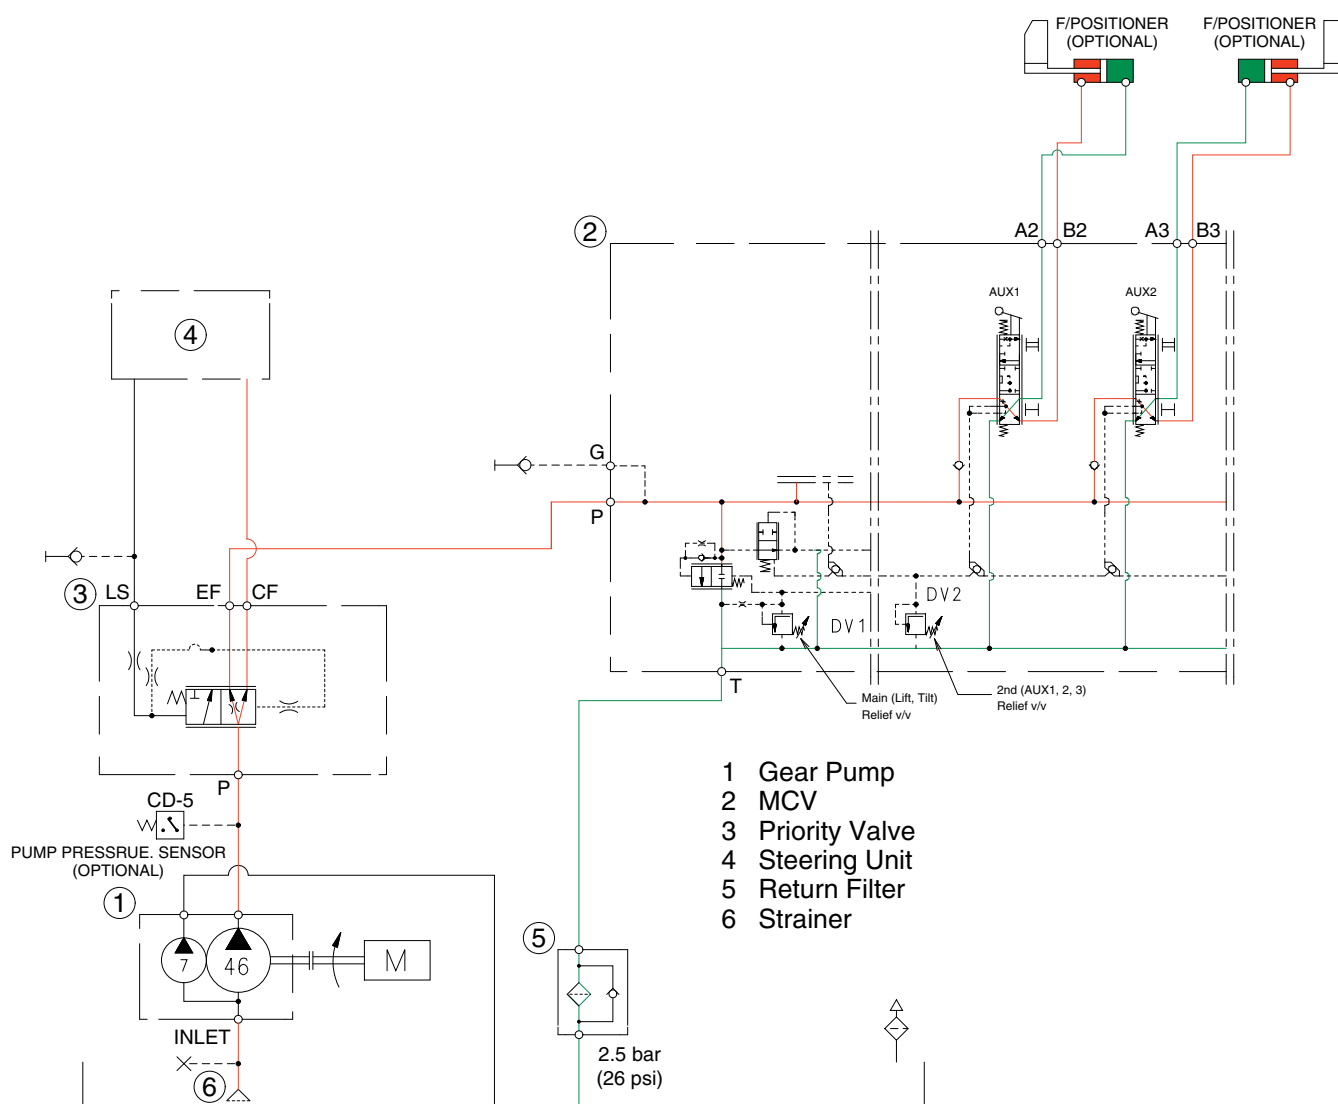 F/POSITIONER
(OPTIONAL)
F/POSITIONER
(OPTIONAL)
2
A2
B2
A3
B3
AUX1
AUX2
4
G
P
3
LS
EF
CF
DV1
DV2
T
Main (Lift, Tilt)
Relief v/v
2nd (AUX1, 2, 3)
Relief v/v
P
CD-5
PUMP PRESSRUE. SENSOR
(OPTIONAL)
1 Gear Pump
2 MCV
3 Priority Valve
4 Steering Unit
5 Return Filter
6 Strainer
1
7
46
M
5
INLET
2.5 bar
(26 psi)
6